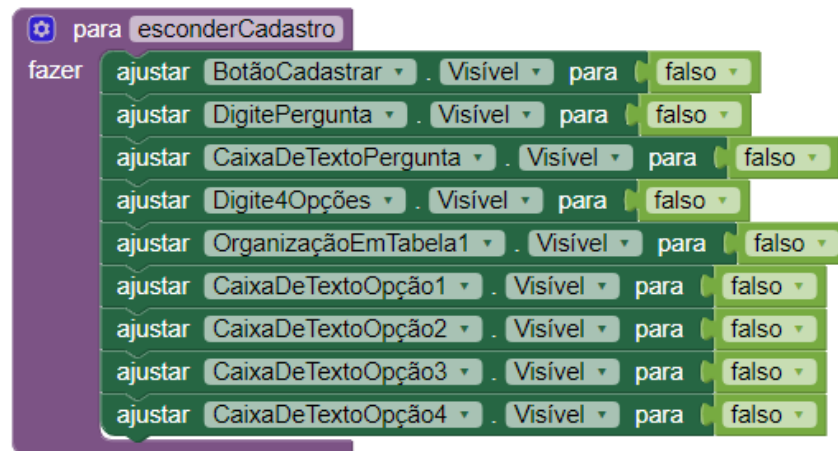 para esconderCadastro
fazer ajustar BotãoCadastrar . Visível para falso
ajustar DigitePergunta . Visível para falso
ajustar CaixaDeTextoPergunta . Visível para falso
ajustar Digite4Opções . Visível para falso
ajustar OrganizaçãoEmTabela1 . Visível para falso
ajustar CaixaDeTextoOpção1 . Visível para falso
ajustar CaixaDeTextoOpção2 . Visível para falso
ajustar CaixaDeTextoOpção3 . Visível para falso
ajustar CaixaDeTextoOpção4 . Visível para falso